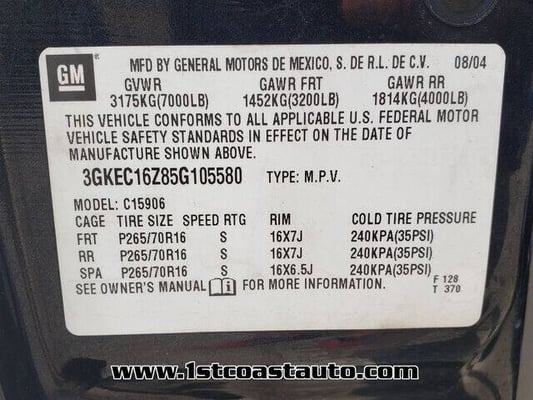 GM
MFD BY GENERAL MOTORS DE MEXICO, S. DE R.L. DE C.V. 08/04
GVWR GAWR FRT GAWR RR
3175KG(7000LB) 1452KG(3200LB) 1814KG(4000LB)
THIS VEHICLE CONFORMS TO ALL APPLICABLE U.S. FEDERAL MOTOR
VEHICLE SAFETY STANDARDS IN EFFECT ON THE DATE OF
MANUFACTURE SHOWN ABOVE.
3GKEC16Z85G105580 TYPE: M.P.V.
MODEL: C15906
CAGE TIRE SIZE SPEED RTG RIM COLD TIRE PRESSURE
FRT P265/70R16 S 16X7J 240KPA(35PSI)
RR P265/70R16 S 16X7J 240KPA(35PSI)
SPA P265/70R16 S 16X6.5J 240KPA(35PSI)
SEE OWNER'S MANUAL FOR MORE INFORMATION.
F 128
T 370
www.1stcoastauto.com